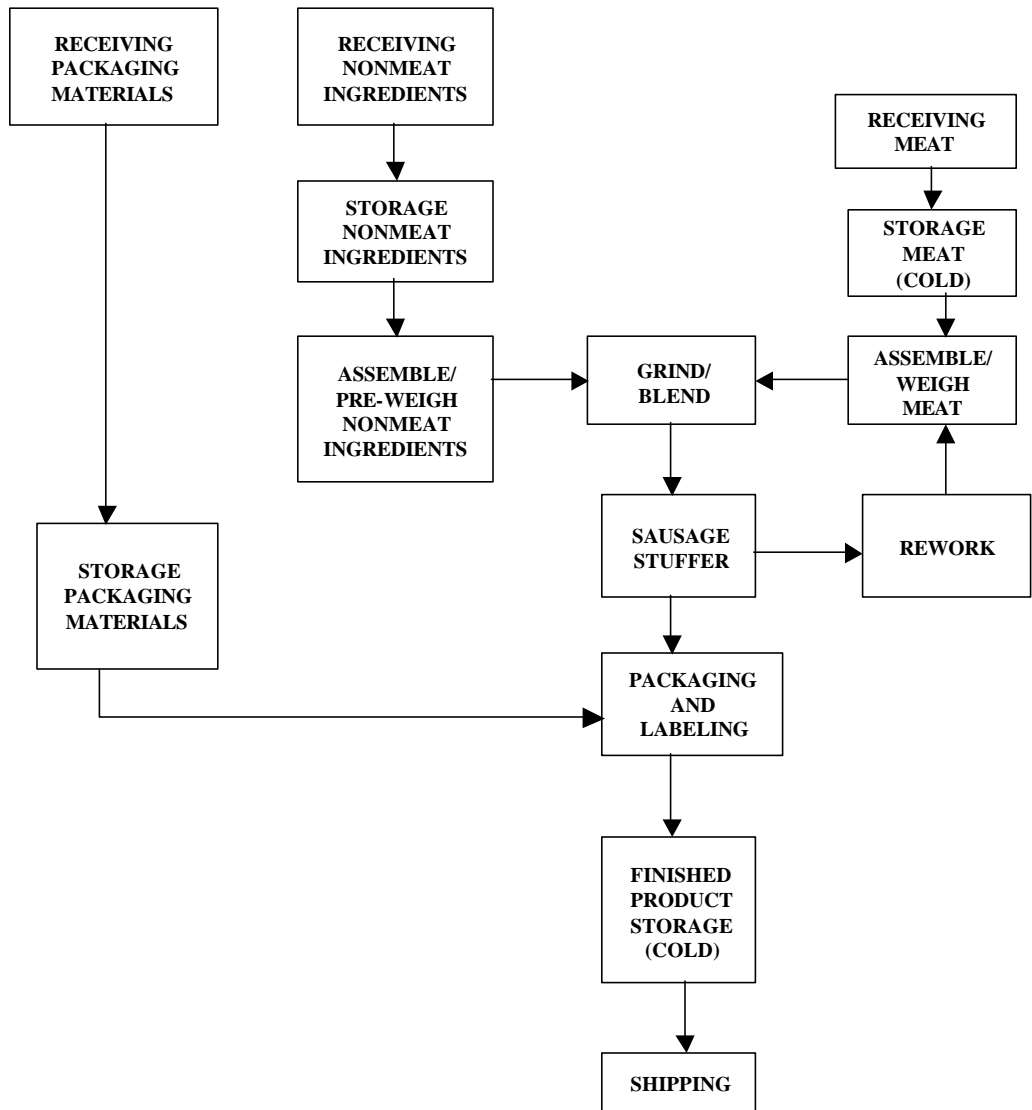 RECEIVING
PACKAGING
MATERIALS
RECEIVING
NONMEAT
INGREDIENTS
RECEIVING
MEAT
STORAGE
NONMEAT
INGREDIENTS
STORAGE
MEAT
(COLD)
ASSEMBLE/
PRE-WEIGH
NONMEAT
INGREDIENTS
GRIND/
BLEND
ASSEMBLE/
WEIGH
MEAT
STORAGE
PACKAGING
MATERIALS
SAUSAGE
STUFFER
REWORK
PACKAGING
AND
LABELING
FINISHED
PRODUCT
STORAGE
(COLD)
SHIPPING